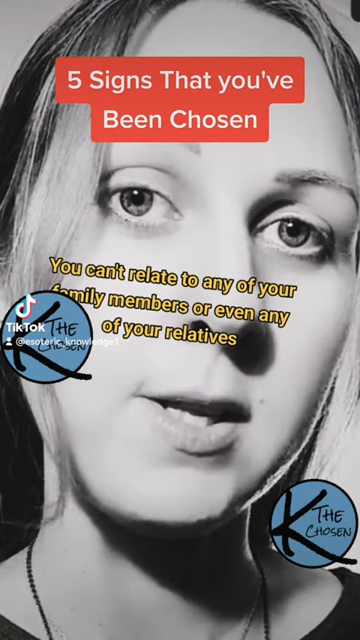 5 Signs That you've
Been Chosen
You can't relate to any of your
family members or even any
of your relatives
TikTok
@esoteric_knowledge1
K THE
CHOSEN
K THE
CHOSEN